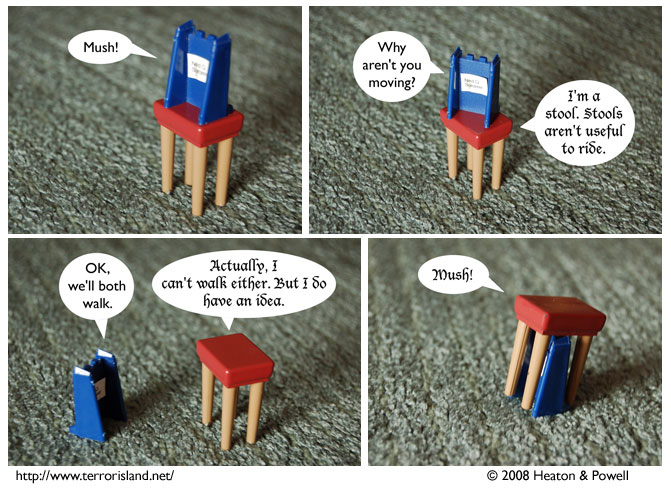 Mush!
Why
aren't you
moving?
I'm a
stool. Stools
aren't useful
to ride.
OK,
we'll both
walk.
Actually, I
can't walk either. But I do
have an idea.
Mush!
http://www.terrorisland.net/
© 2008 Heaton & Powell